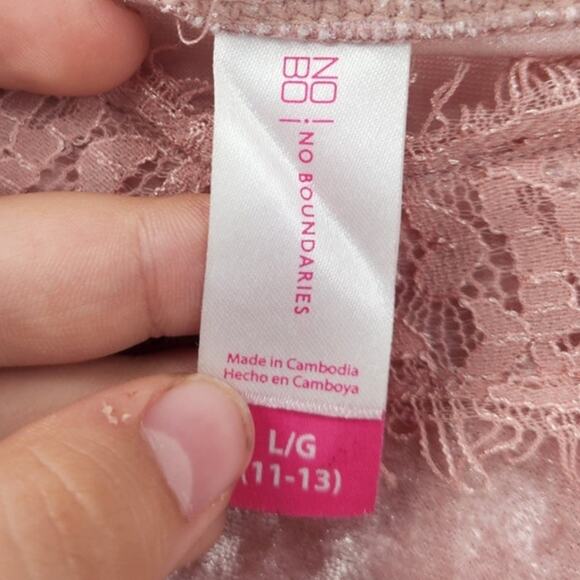 NO
BO
NO BOUNDARIES
Made in Cambodia
Hecho en Camboya
L/G
(11-13)